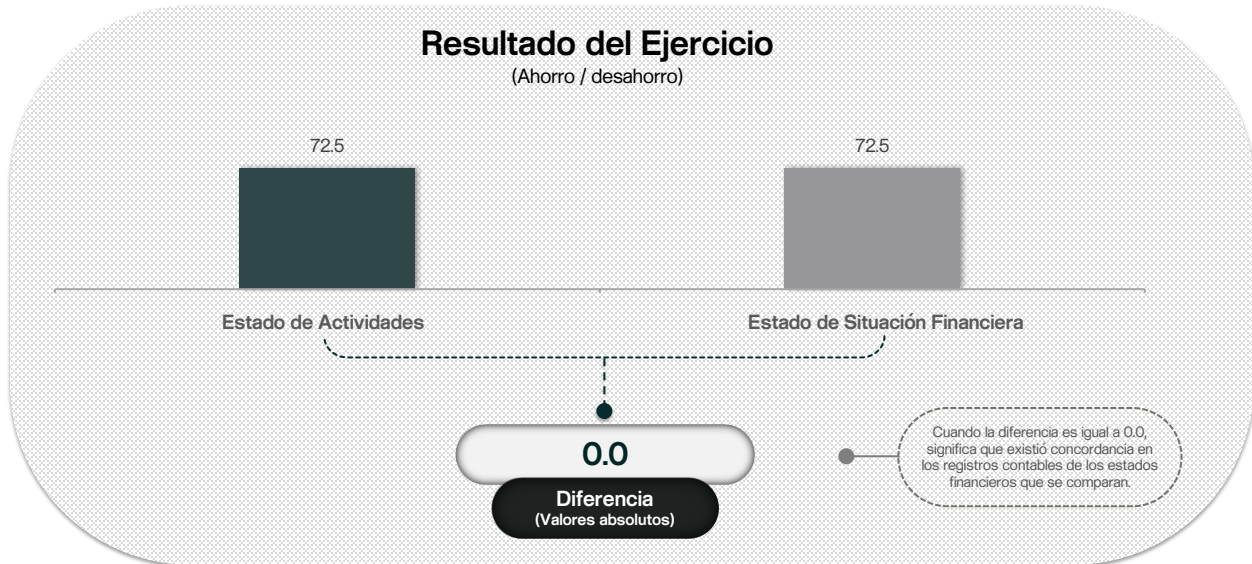 Resultado del Ejercicio
(Ahorro / desahorro)
72.5
72.5
Estado de Actividades
Estado de Situación Financiera
0.0
Diferencia
(Valores absolutos)
Cuando la diferencia es igual a 0.0,
significa que existió concordancia en
los registros contables de los estados
financieros que se comparan.